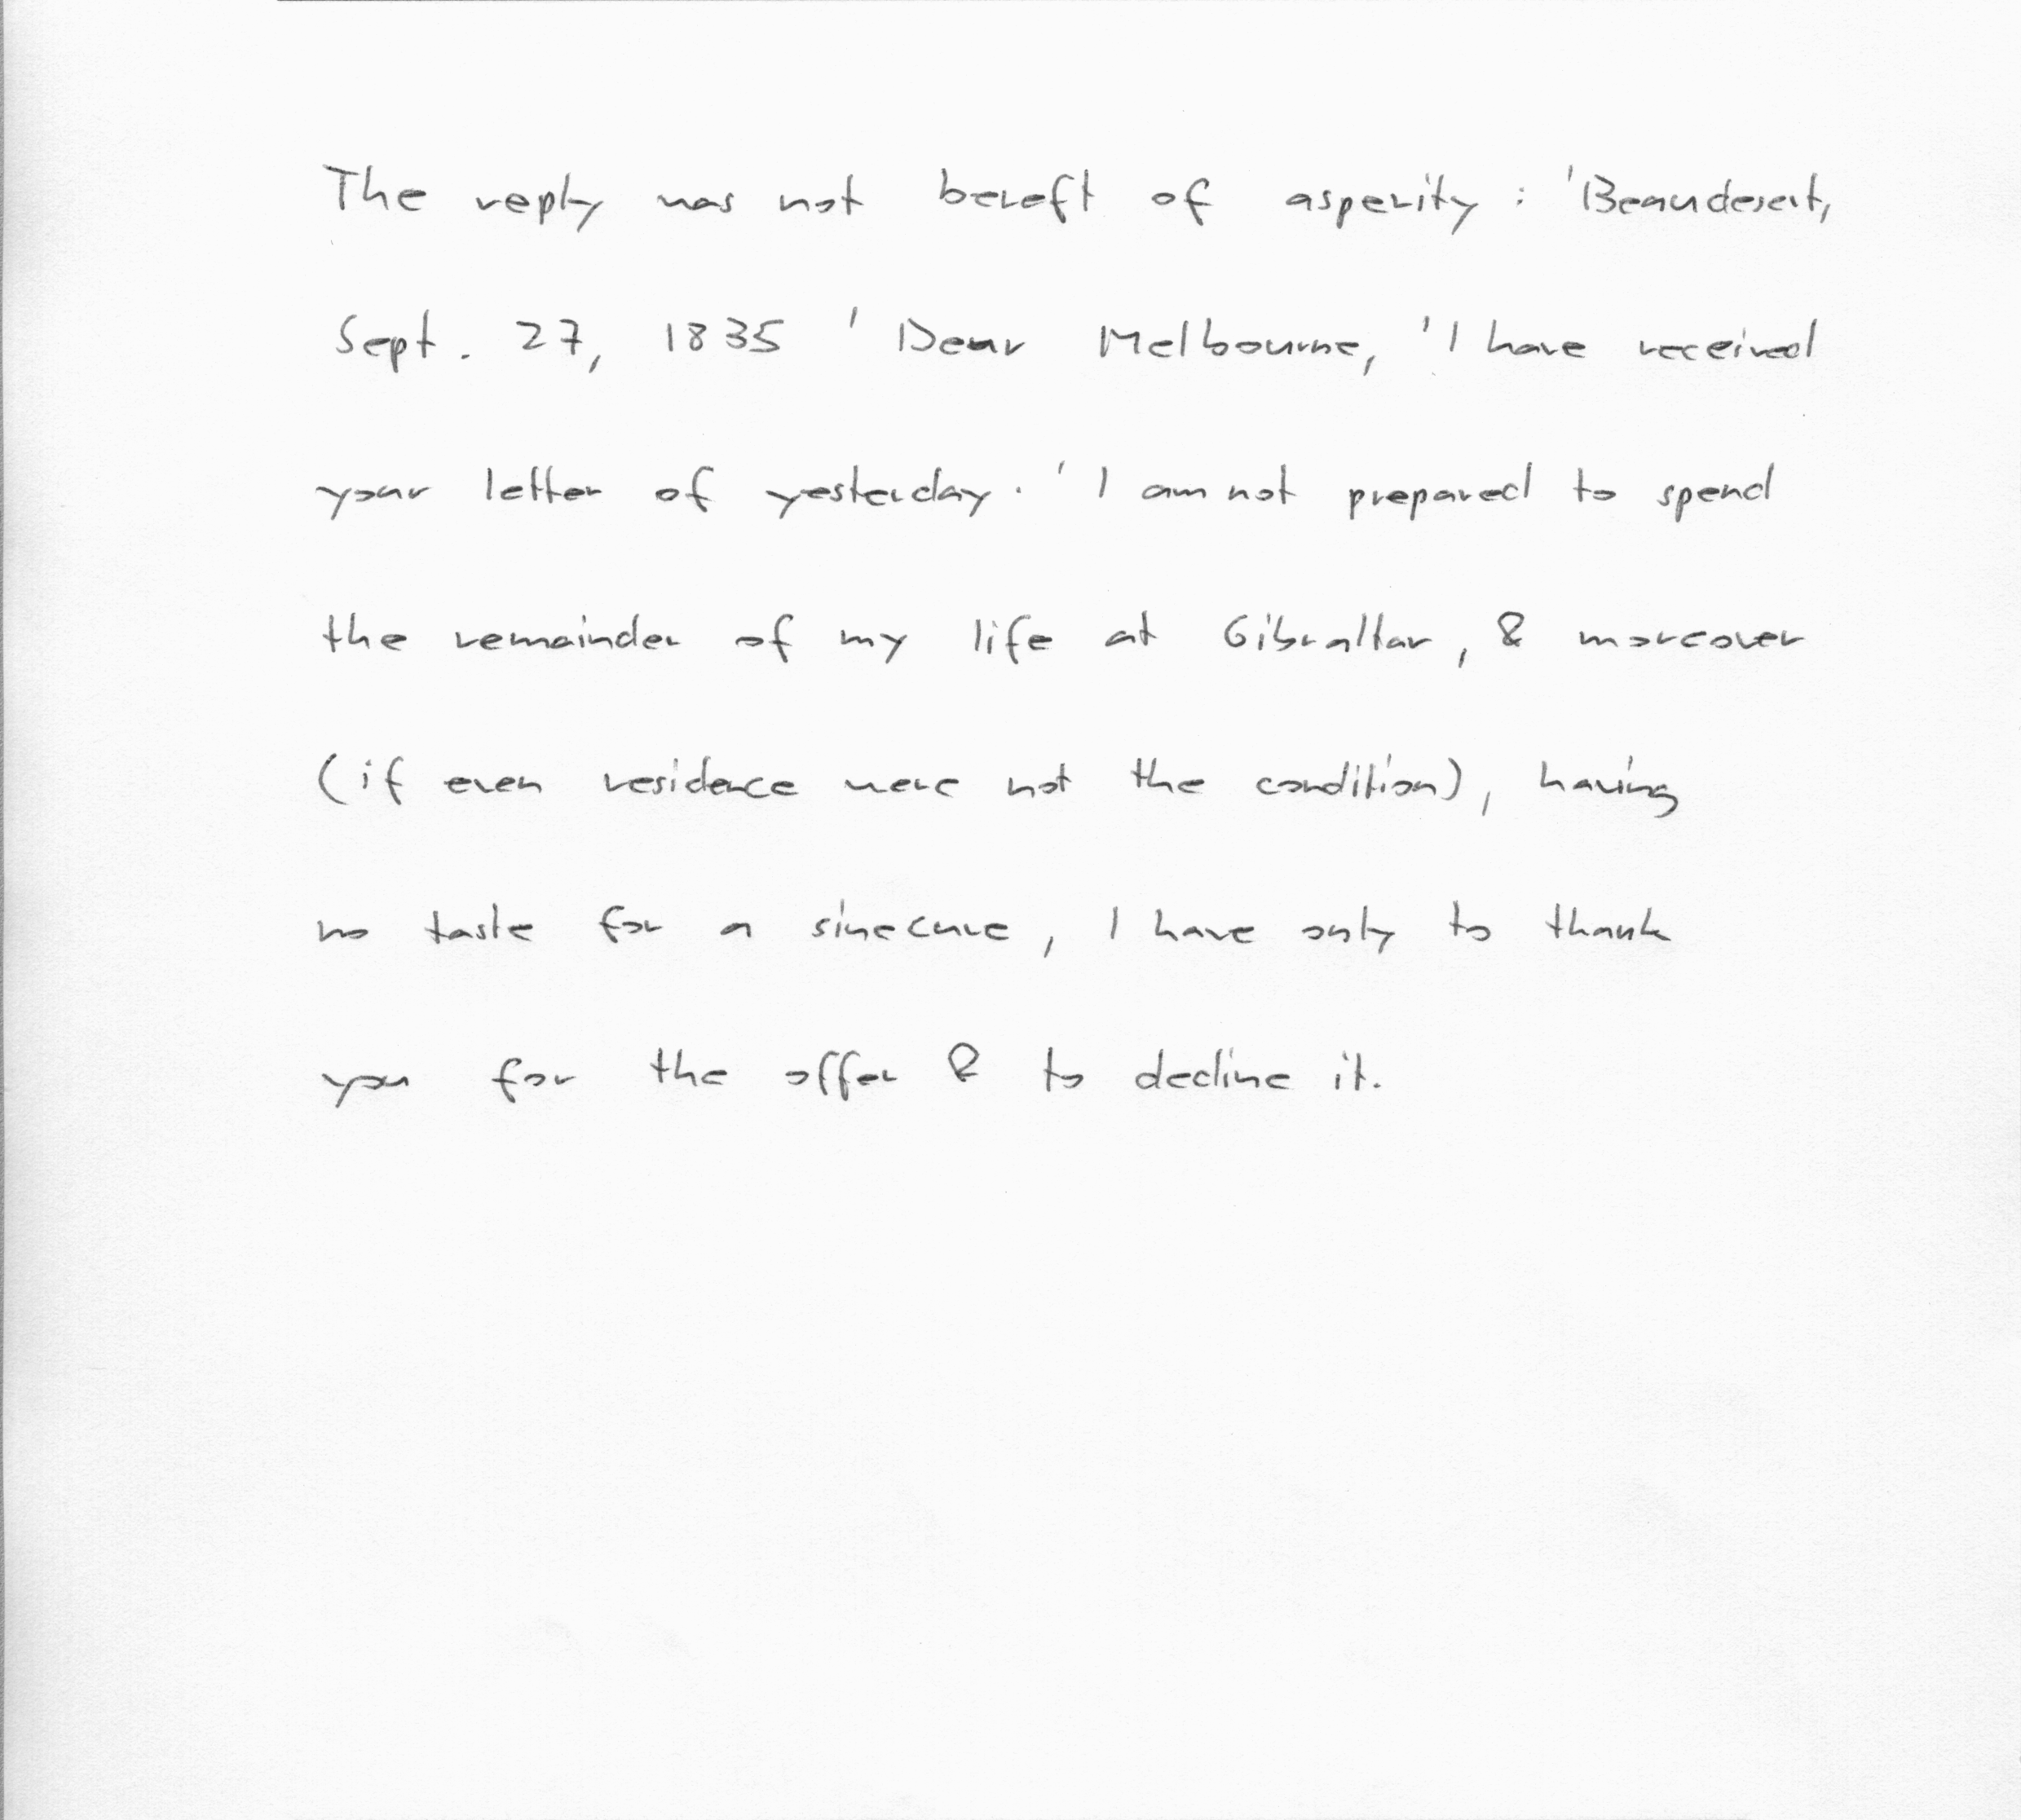 The reply was not bereft of asperity : 'Beaudesert,
Sept. 27, 1835 ' Dear Melbourne, 'I have received
your letter of yesterday. ' I am not prepared to spend
the remainder of my life at Gibraltar, & moreover
(if even residence were not the condition), having
no taste for a sinecure, I have only to thank
you for the offer & to decline it.